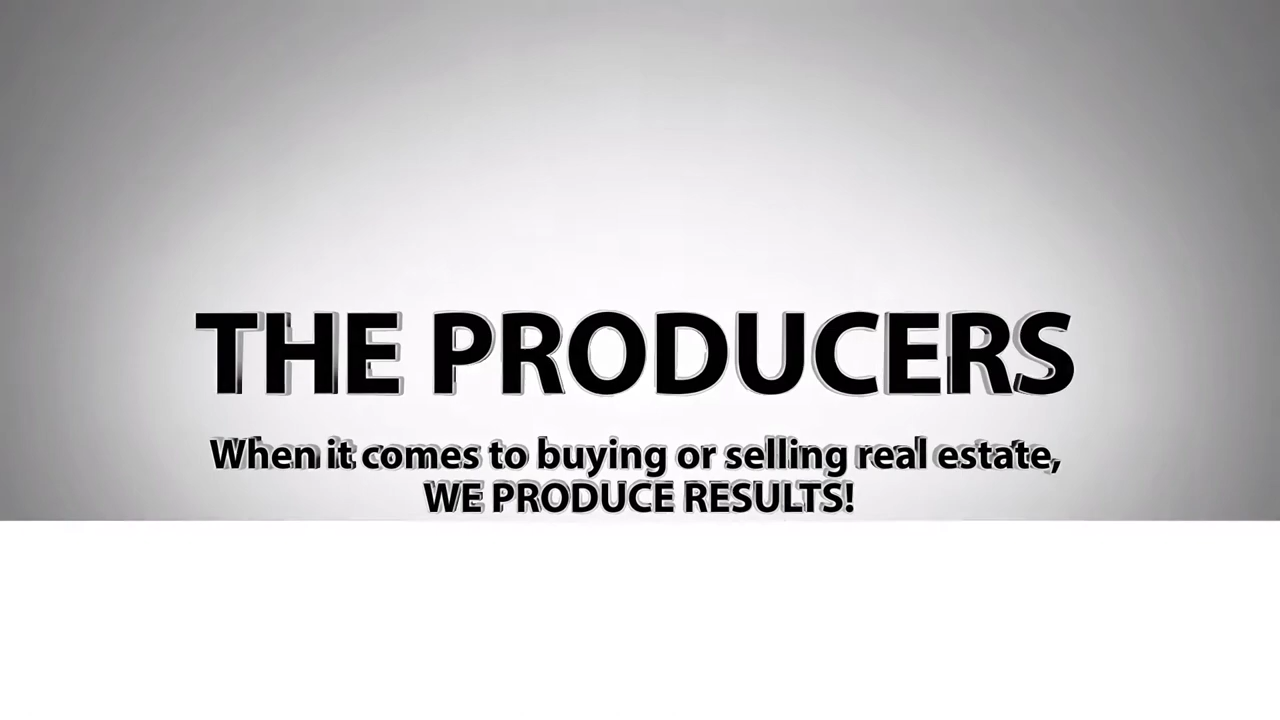 THE PRODUCERS
When it comes to buying or selling real estate,
WE PRODUCE RESULTS!